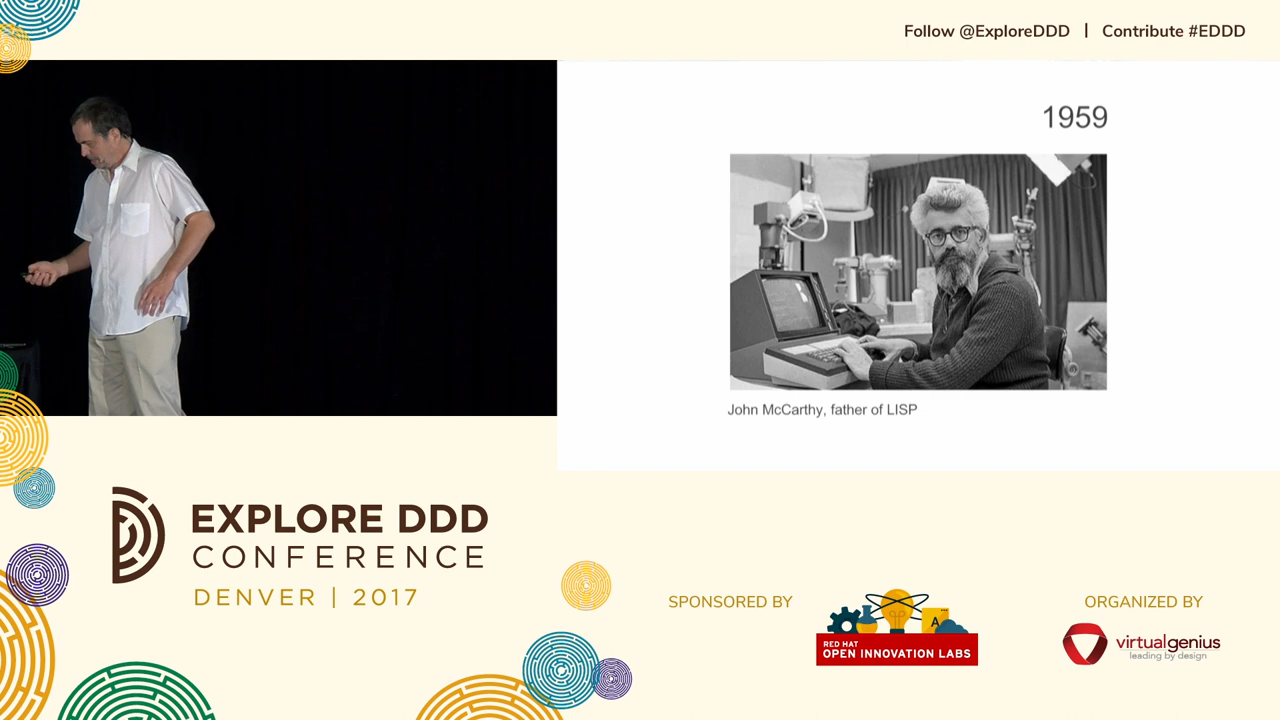 Follow @ExploreDDD | Contribute #EDDD
1959
John McCarthy, father of LISP
EXPLORE DDD
CONFERENCE
DENVER | 2017
SPONSORED BY
A
RED HAT
OPEN INNOVATION LABS
ORGANIZED BY
virtualgenius
leading by design